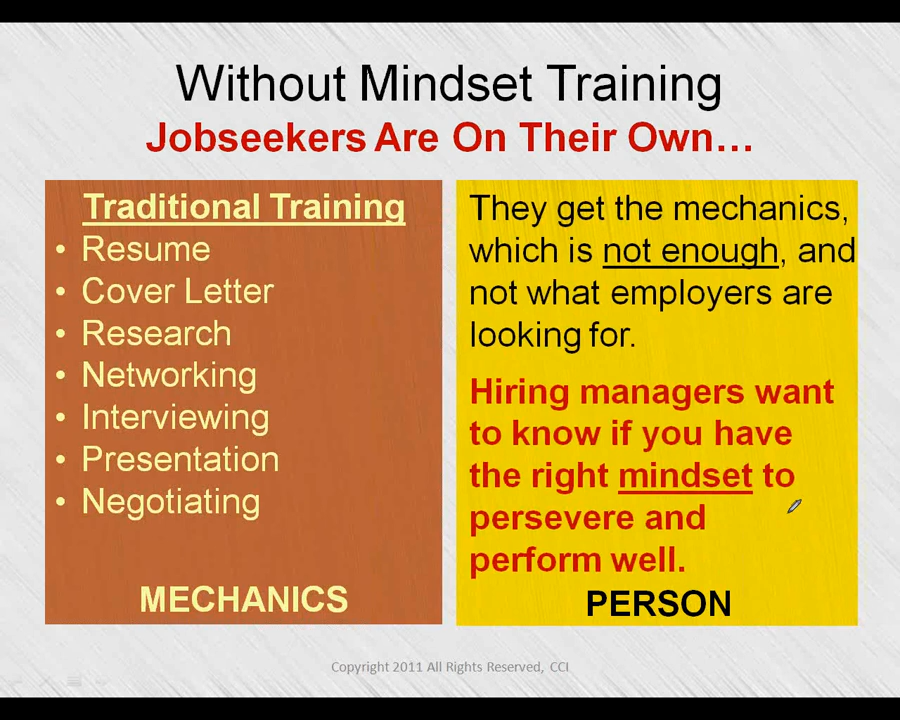 Without Mindset Training
Jobseekers Are On Their Own...
Traditional Training
• Resume
• Cover Letter
• Research
• Networking
• Interviewing
• Presentation
• Negotiating
MECHANICS
They get the mechanics,
which is not enough, and
not what employers are
looking for.
Hiring managers want
to know if you have
the right mindset to
persevere and
perform well.
PERSON
Copyright 2011 All Rights Reserved, CCI